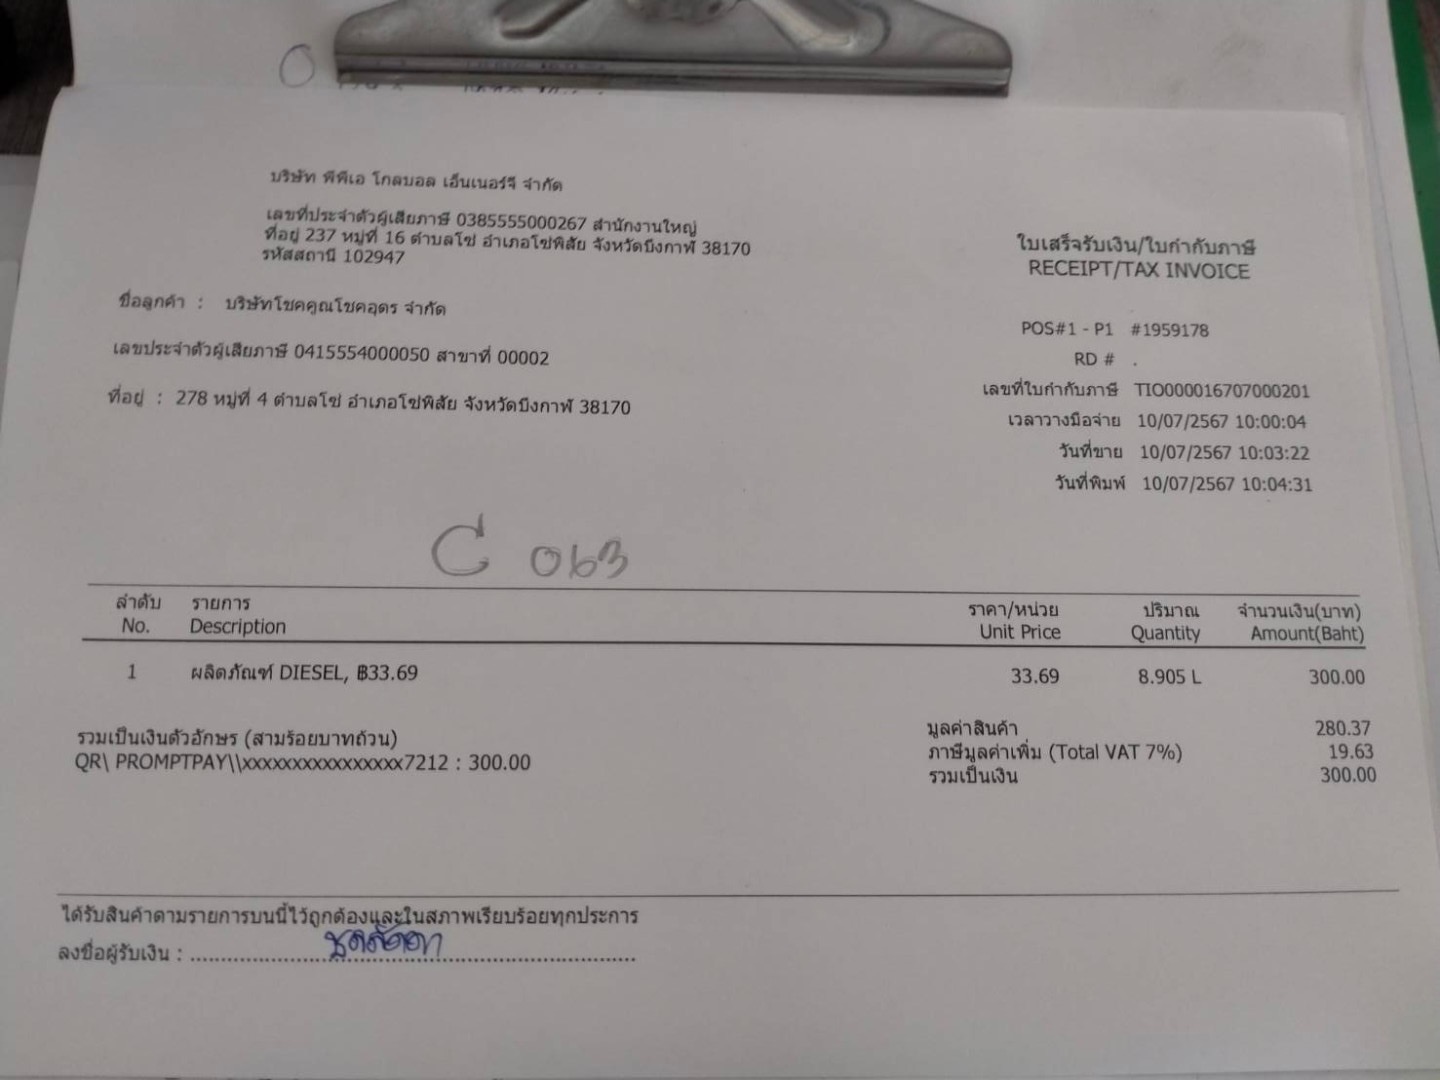 บริษัท พีพีเอ โกลบอล เอ็นเนอร์จี จำกัด
เลขที่ประจำตัวผู้เสียภาษี 0385555000267 สำนักงานใหญ่
ที่อยู่ 237 หมู่ที่ 16 ตำบลโซ่ อำเภอโซ่พิสัย จังหวัดบึงกาฬ 38170
รหัสสถานี 102947
ใบเสร็จรับเงิน/ใบกำกับภาษี
RECEIPT/TAX INVOICE
ชื่อลูกค้า : บริษัทโชคคูณโชคอุดร จำกัด
เลขประจำตัวผู้เสียภาษี 0415554000050 สาขาที่ 00002
ที่อยู่ : 278 หมู่ที่ 4 ตำบลโซ่ อำเภอโซ่พิสัย จังหวัดบึงกาฬ 38170
POS#1 - P1 #1959178
RD # .
เลขที่ใบกำกับภาษี TIO000016707000201
เวลาวางมือจ่าย 10/07/2567 10:00:04
วันที่ขาย 10/07/2567 10:03:22
วันที่พิมพ์ 10/07/2567 10:04:31
C 063
ลำดับ รายการ ราคา/หน่วย ปริมาณ จำนวนเงิน(บาท)
No. Description Unit Price Quantity Amount(Baht)
1 ผลิตภัณฑ์ DIESEL, ฿33.69 33.69 8.905 L 300.00
มูลค่าสินค้า 280.37
รวมเป็นเงินตัวอักษร (สามร้อยบาทถ้วน)
ภาษีมูลค่าเพิ่ม (Total VAT 7%) 19.63
QR\ PROMPTPAY\\xxxxxxxxxxxxxxxx7212 : 300.00
รวมเป็นเงิน 300.00
ได้รับสินค้าตามรายการบนนี้ไว้ถูกต้องและในสภาพเรียบร้อยทุกประการ
ลงชื่อผู้รับเงิน :